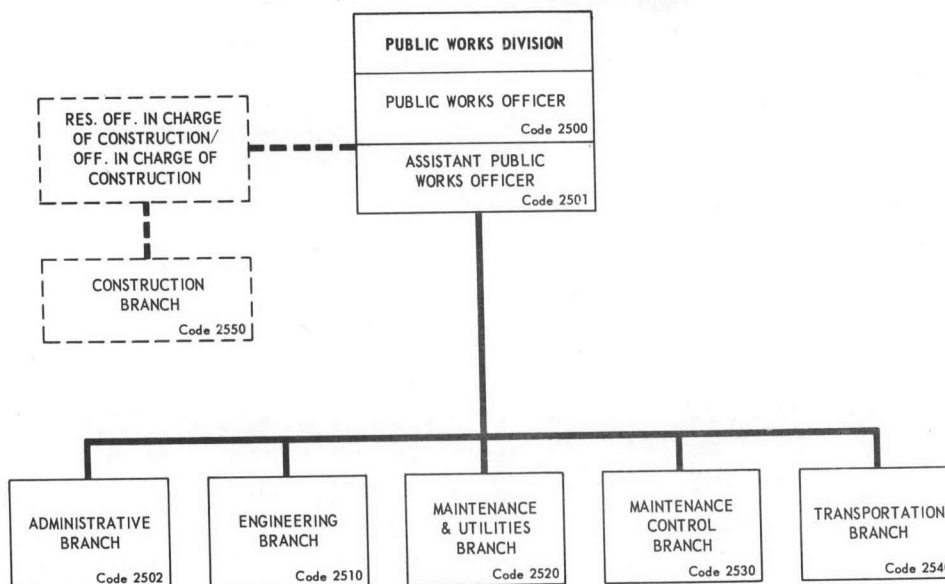 PUBLIC WORKS DIVISION
PUBLIC WORKS OFFICER
Code 2500
ASSISTANT PUBLIC
WORKS OFFICER
Code 2501
RES. OFF. IN CHARGE
OF CONSTRUCTION/
OFF. IN CHARGE OF
CONSTRUCTION
CONSTRUCTION
BRANCH
Code 2550
ADMINISTRATIVE
BRANCH
Code 2502
ENGINEERING
BRANCH
Code 2510
MAINTENANCE
& UTILITIES
BRANCH
Code 2520
MAINTENANCE
CONTROL
BRANCH
Code 2530
TRANSPORTATION
BRANCH
Code